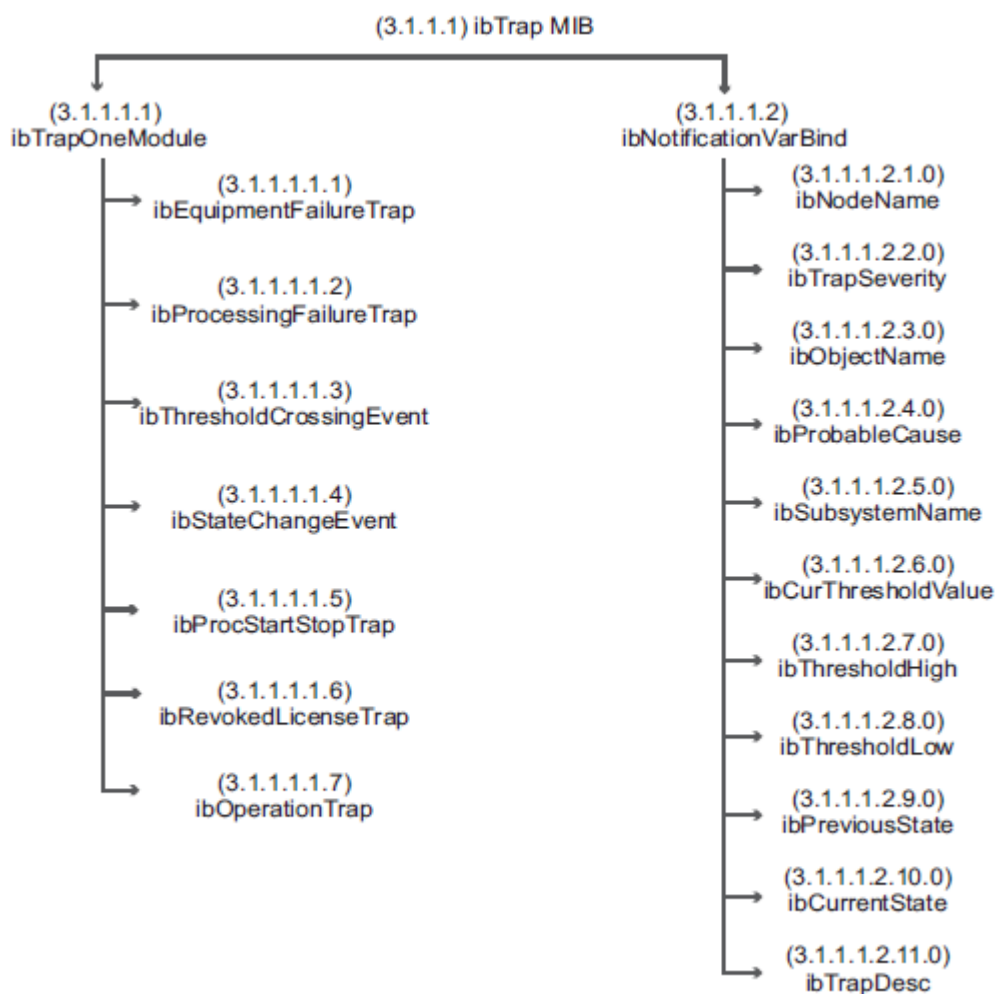 (3.1.1.1) ibTrap MIB
(3.1.1.1.1)
ibTrapOneModule
(3.1.1.1.1.1)
ibEquipmentFailureTrap
(3.1.1.1.1.2)
ibProcessingFailureTrap
(3.1.1.1.1.3)
ibThresholdCrossingEvent
(3.1.1.1.1.4)
ibStateChangeEvent
(3.1.1.1.1.5)
ibProcStartStopTrap
(3.1.1.1.1.6)
ibRevokedLicenseTrap
(3.1.1.1.1.7)
ibOperationTrap
(3.1.1.1.2)
ibNotificationVarBind
(3.1.1.1.2.1.0)
ibNodeName
(3.1.1.1.2.2.0)
ibTrapSeverity
(3.1.1.1.2.3.0)
ibObjectName
(3.1.1.1.2.4.0)
ibProbableCause
(3.1.1.1.2.5.0)
ibSubsystemName
(3.1.1.1.2.6.0)
ibCurThresholdValue
(3.1.1.1.2.7.0)
ibThresholdHigh
(3.1.1.1.2.8.0)
ibThresholdLow
(3.1.1.1.2.9.0)
ibPreviousState
(3.1.1.1.2.10.0)
ibCurrentState
(3.1.1.1.2.11.0)
ibTrapDesc